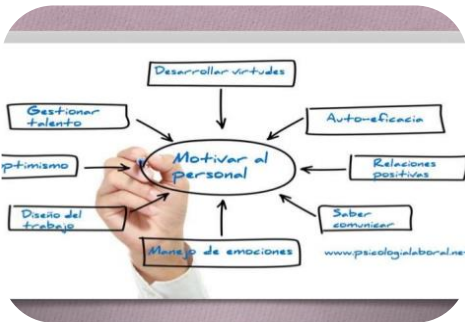 Desarrollar virtudes
Gestionar
talento
Auto-eficacia
ptimismo
Motivar al
personal
Relaciones
positivas
Diseño del
trabajo
Saber
comunicar
Manejo de emociones
www.psicologialaboral.ne